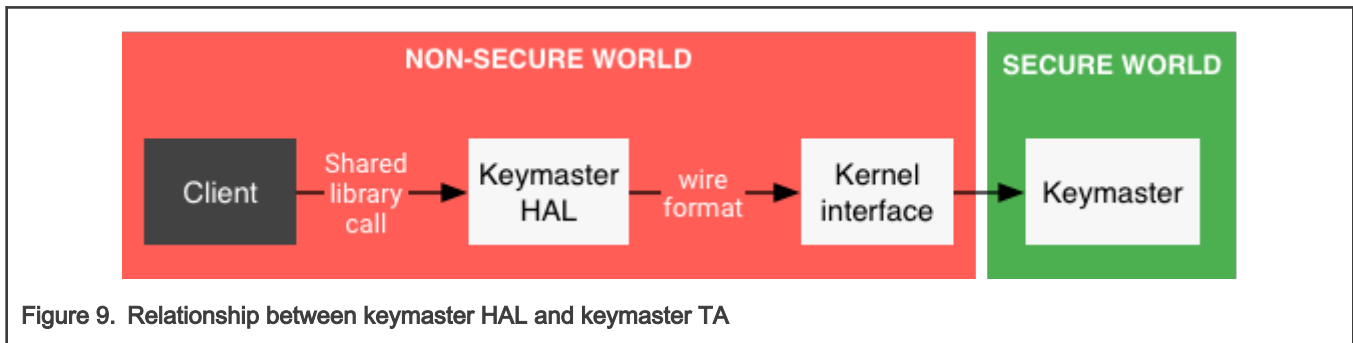 NON-SECURE WORLD
SECURE WORLD
Client
Shared
library
call
Keymaster
HAL
wire
format
Kernel
interface
Keymaster
Figure 9. Relationship between keymaster HAL and keymaster TA